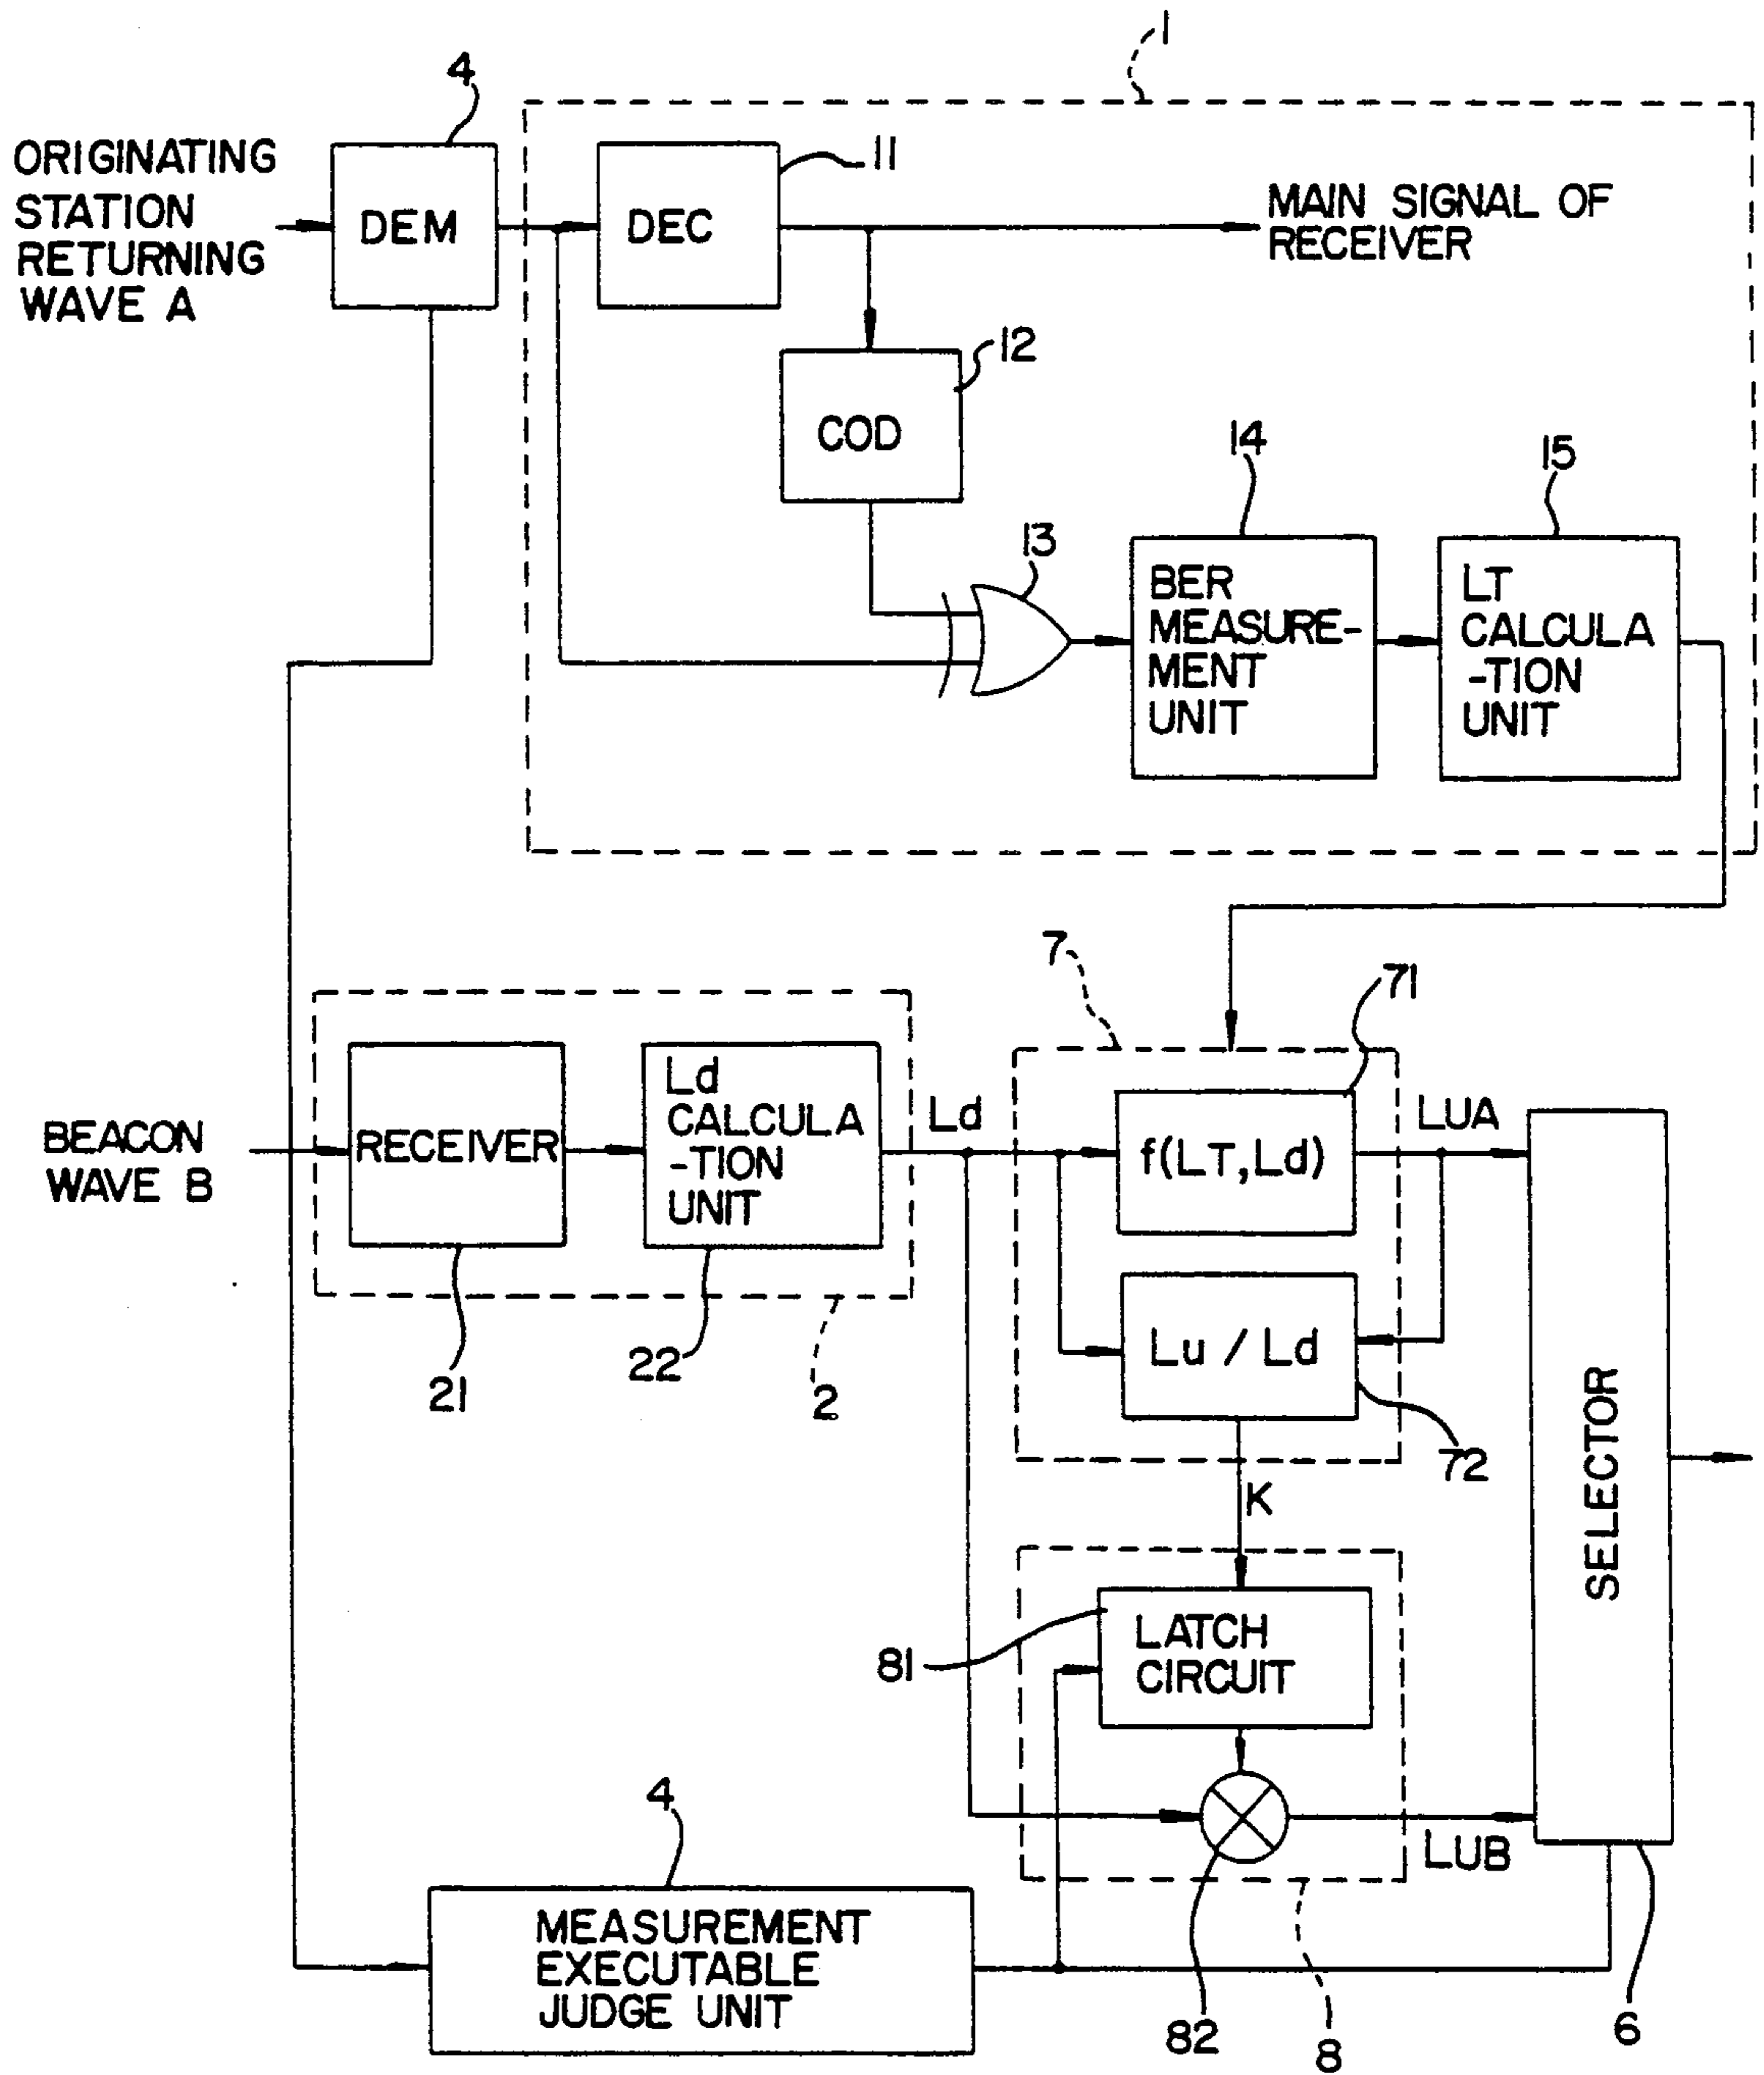 1
4
ORIGINATING
STATION
RETURNING
WAVE A
DEM
DEC
11
MAIN SIGNAL OF
RECEIVER
12
COD
13
14
15
BER
MEASURE-
MENT
UNIT
LT
CALCULA
-TION
UNIT
7
71
BEACON
WAVE B
RECEIVER
Ld
CALCULA
-TION
UNIT
Ld
f(LT,Ld)
LUA
21
22
2
Lu / Ld
72
K
SELECTOR
81
LATCH
CIRCUIT
LUB
4
MEASUREMENT
EXECUTABLE
JUDGE UNIT
82
8
6